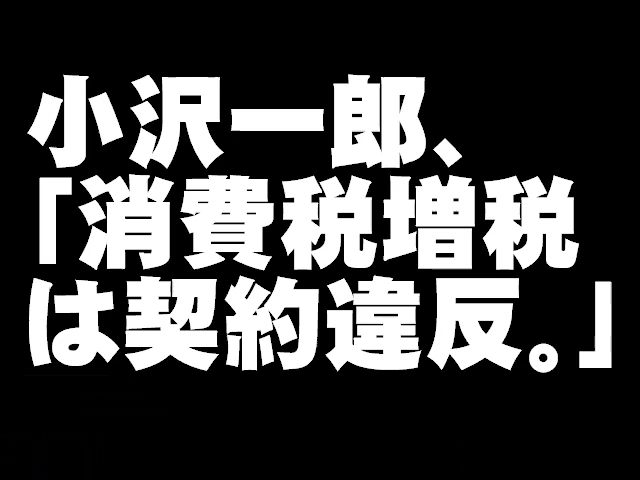 小沢一郎、
「消費税増税
は契約違反。」